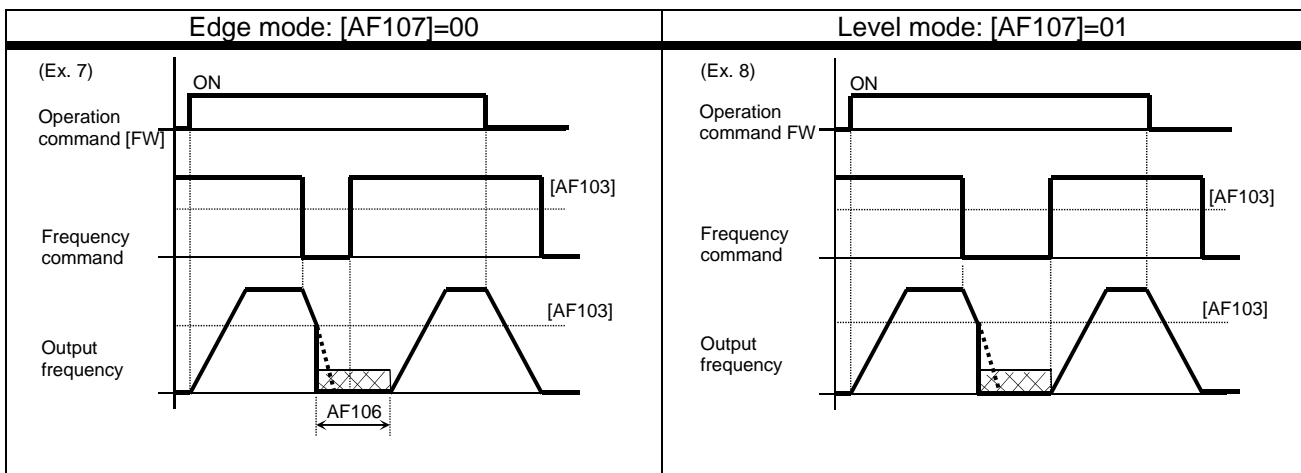 Edge mode: [AF107]=00
Level mode: [AF107]=01
(Ex. 7)
ON
Operation
command [FW]
[AF103]
Frequency
command
[AF103]
Output
frequency
AF106
(Ex. 8)
ON
Operation
command FW
[AF103]
Frequency
command
[AF103]
Output
frequency